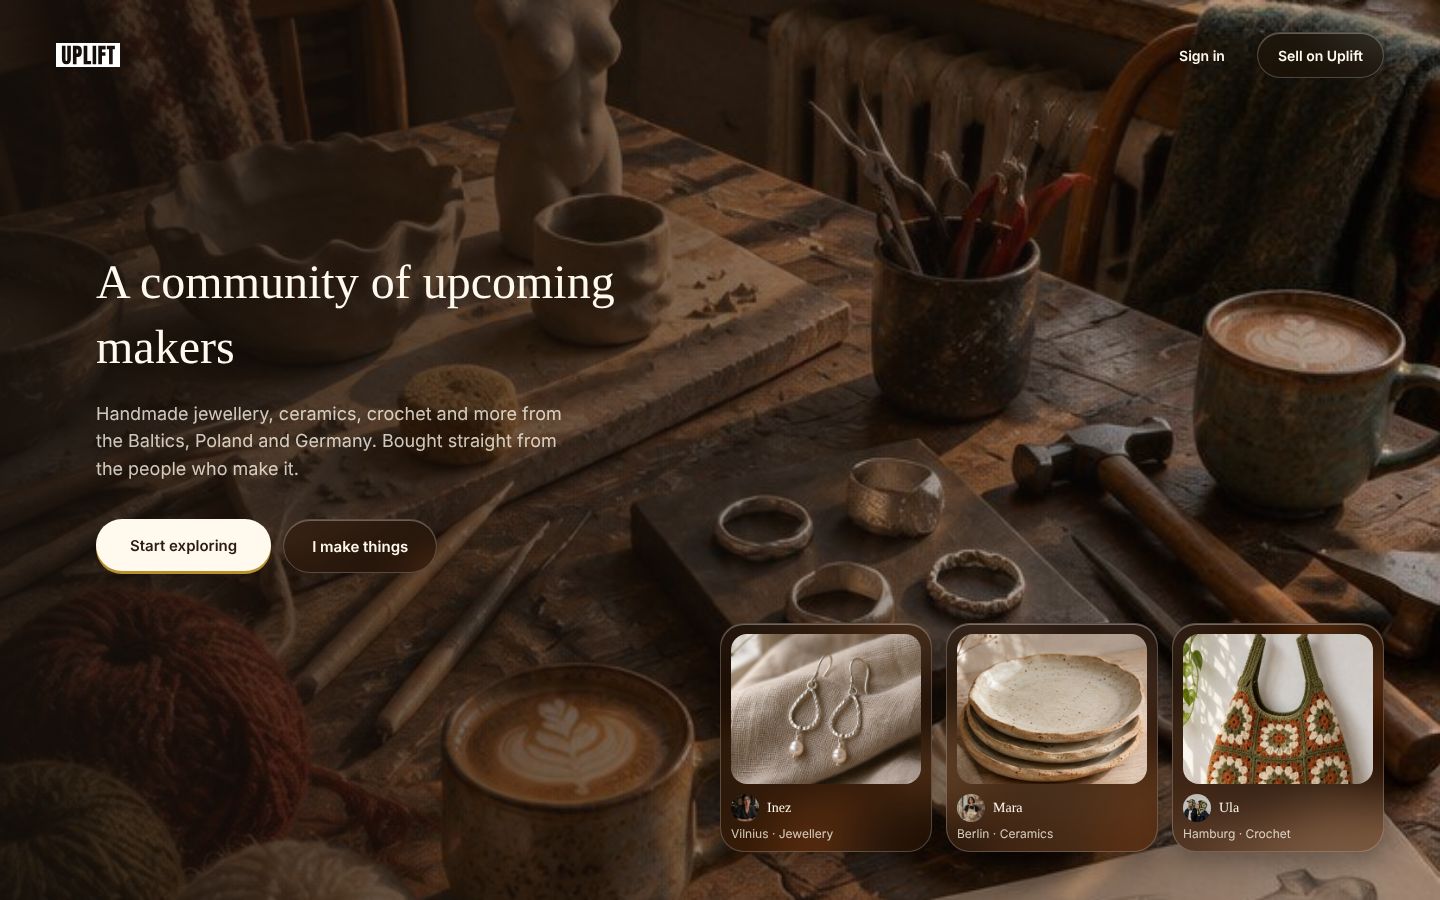 UPLIFT
Sign in
Sell on Uplift
A community of upcoming
makers
Handmade jewellery, ceramics, crochet and more from
the Baltics, Poland and Germany. Bought straight from
the people who make it.
Start exploring
I make things
Inez
Vilnius · Jewellery
Mara
Berlin · Ceramics
Ula
Hamburg · Crochet